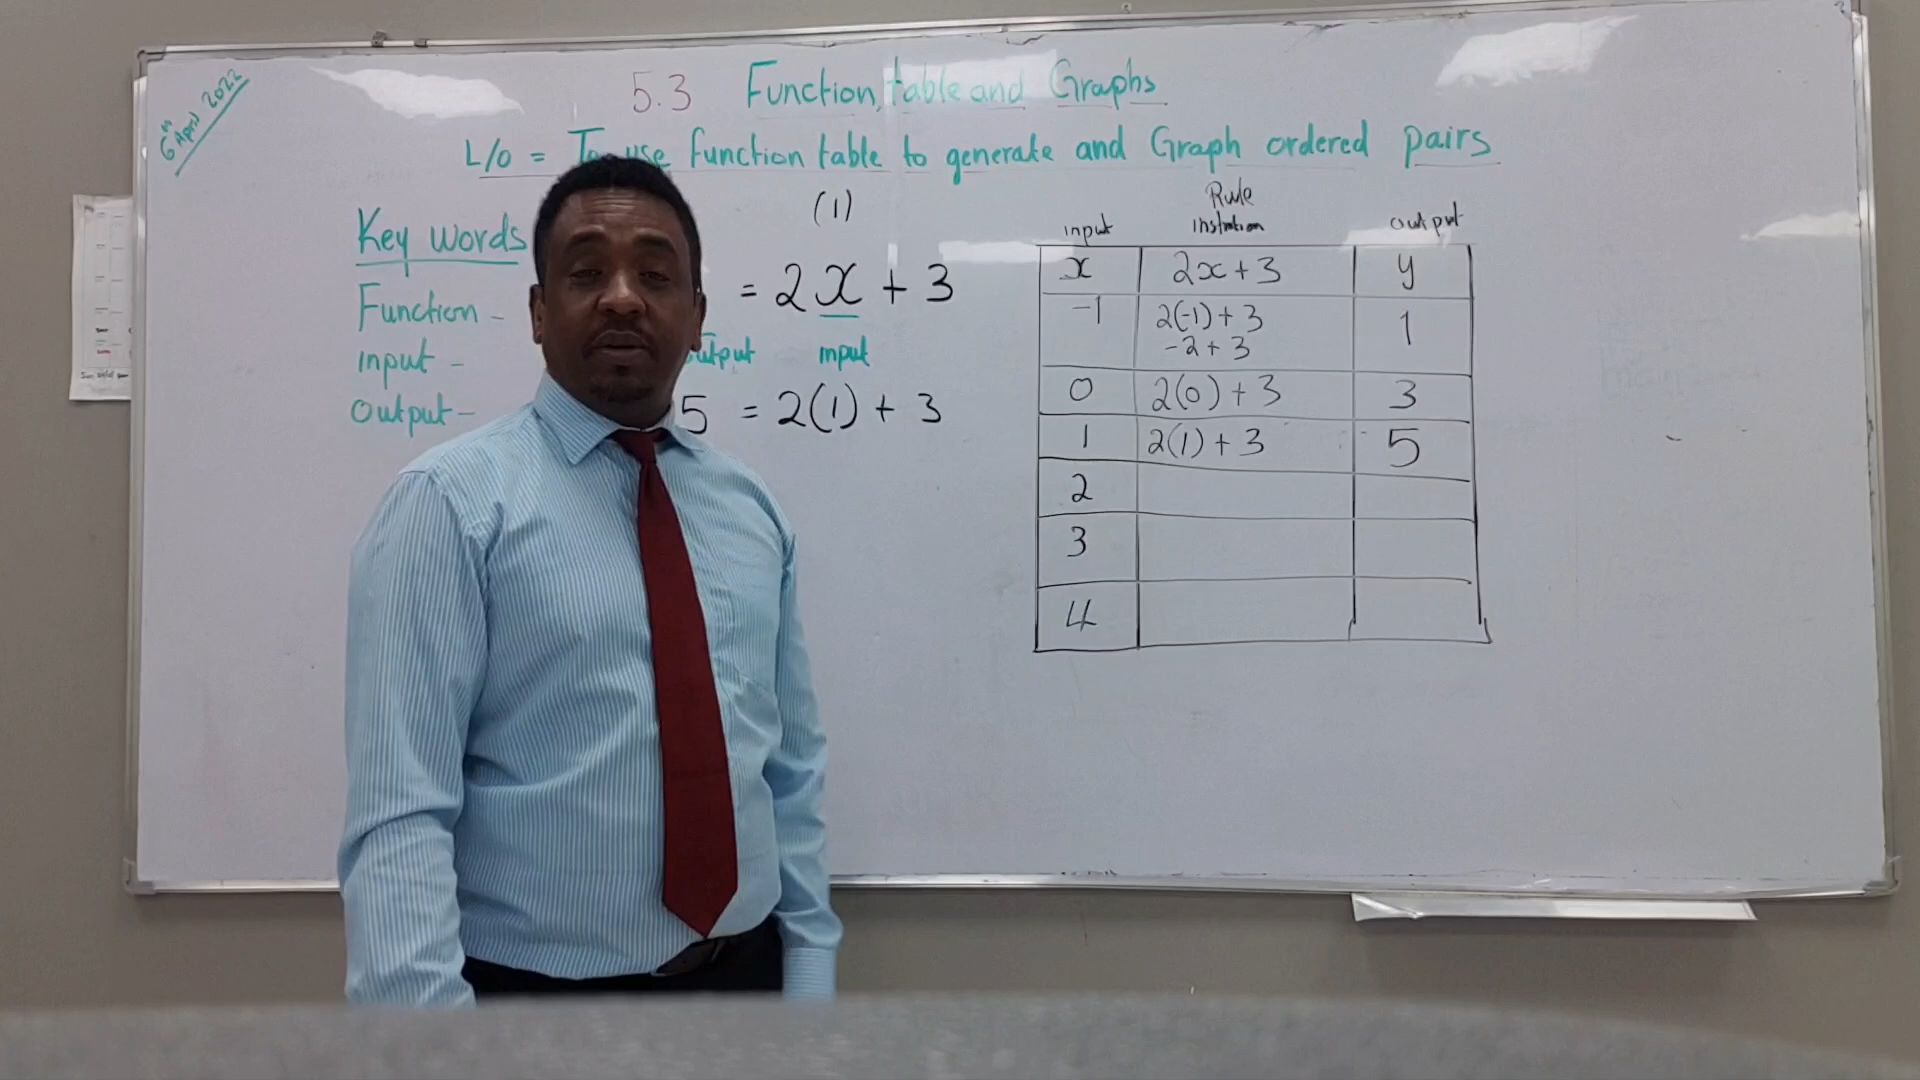 6th April 2022
5.3 Function, table and Graphs
L/o = To use function table to generate and Graph ordered pairs
Key words
Function -
input -
output -
(1)
= 2x + 3
output input
5 = 2(1) + 3
Rule
input output
x 2x+3 y
-1 2(-1) + 3 1
-2 + 3
0 2(0) + 3 3
1 2(1) + 3 5
2
3
4